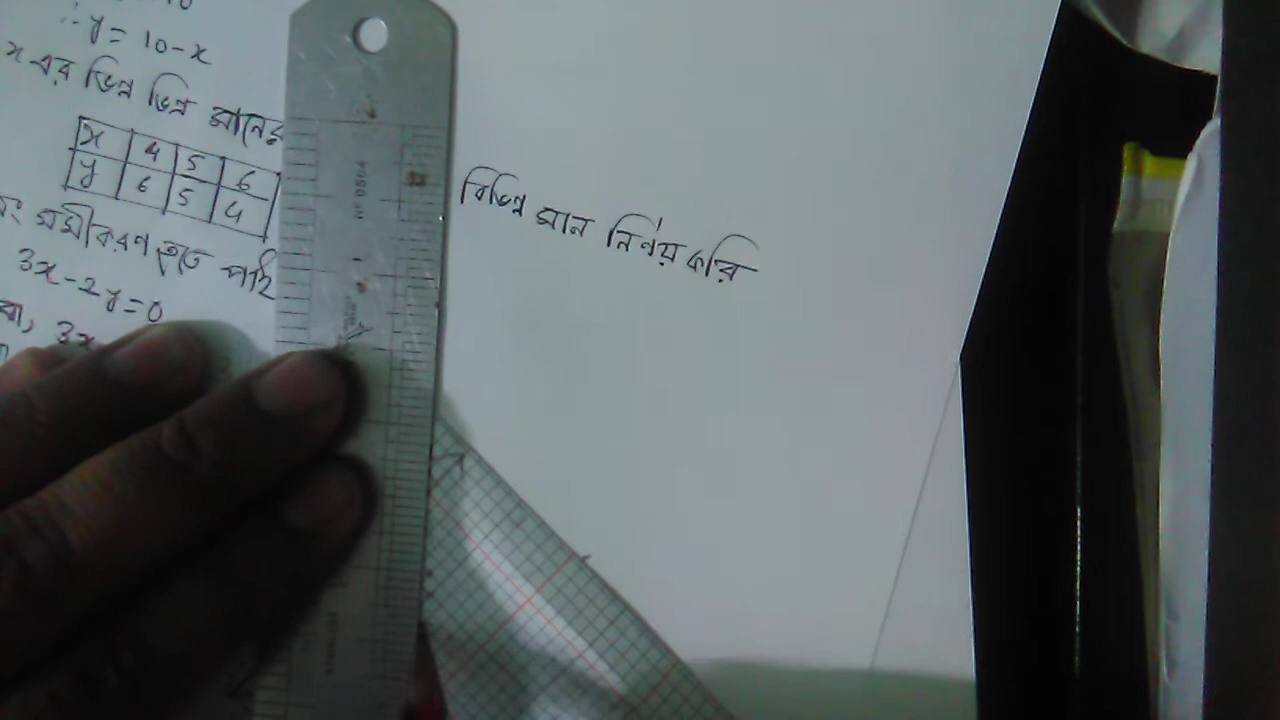 ∴ y = 10-x
x এর ভিন্ন ভিন্ন মানের
বিভিন্ন মান নির্ণয় করি
x 4 5 6
y 6 5 4
সমীকরণ হতে পাই
3x-2y=0
বা, 3x